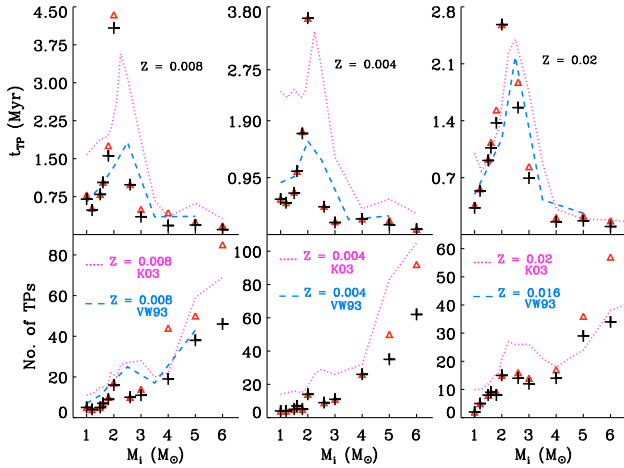 4.50
3.50
2.75
1.75
0.75
t_TP (Myr)
Z = 0.008
3.80
2.75
1.90
0.95
Z = 0.004
2.8
2.1
1.4
0.7
Z = 0.02
80
60
40
20
0
No. of TPs
Z = 0.008
K03
Z = 0.008
VW93
100
80
60
40
20
0
Z = 0.004
K03
Z = 0.004
VW93
60
50
40
30
20
10
0
Z = 0.02
K03
Z = 0.016
VW93
1 2 3 4 5 6
1 2 3 4 5 6
1 2 3 4 5 6
M_i (M_⊙)
M_i (M_⊙)
M_i (M_⊙)